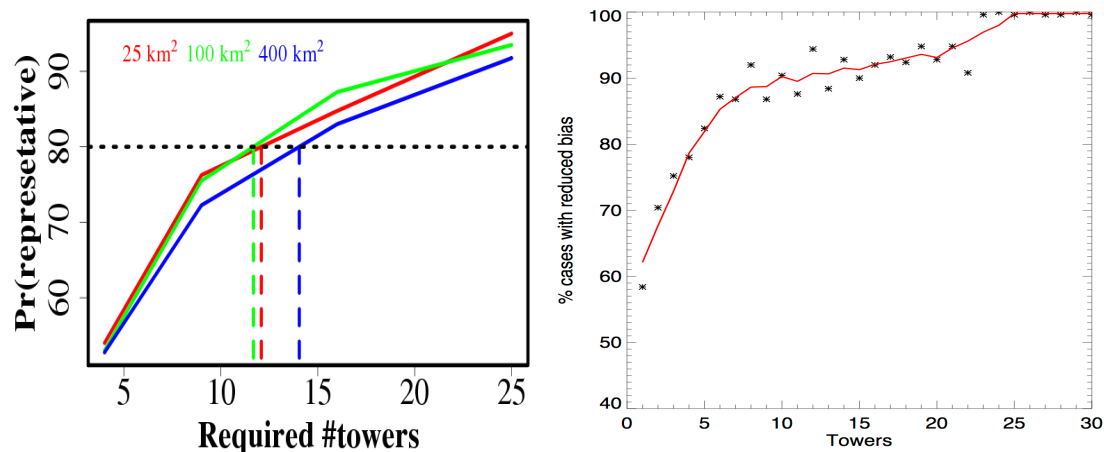 25 km² 100 km² 400 km²
Pr(represetative)
90
80
70
60
5 10 15 20 25
Required #towers
% cases with reduced bias
100
90
80
70
60
50
40
0 5 10 15 20 25 30
Towers